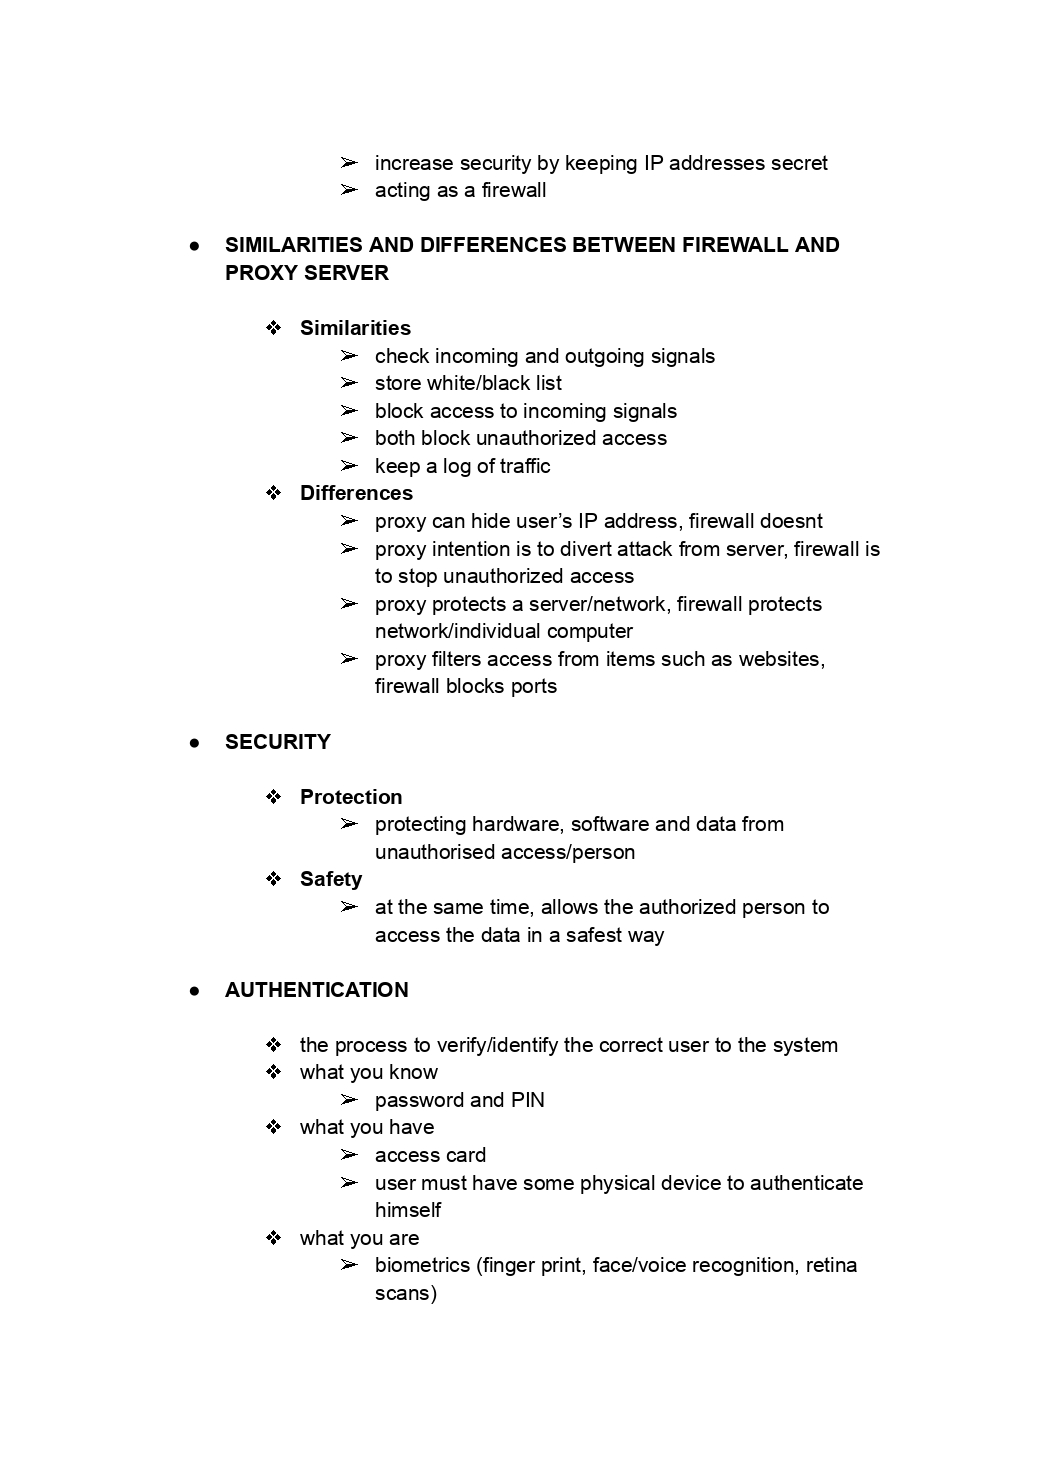 ➢ increase security by keeping IP addresses secret
➢ acting as a firewall
● SIMILARITIES AND DIFFERENCES BETWEEN FIREWALL AND
PROXY SERVER
❖ Similarities
➢ check incoming and outgoing signals
➢ store white/black list
➢ block access to incoming signals
➢ both block unauthorized access
➢ keep a log of traffic
❖ Differences
➢ proxy can hide user’s IP address, firewall doesnt
➢ proxy intention is to divert attack from server, firewall is
to stop unauthorized access
➢ proxy protects a server/network, firewall protects
network/individual computer
➢ proxy filters access from items such as websites,
firewall blocks ports
● SECURITY
❖ Protection
➢ protecting hardware, software and data from
unauthorised access/person
❖ Safety
➢ at the same time, allows the authorized person to
access the data in a safest way
● AUTHENTICATION
❖ the process to verify/identify the correct user to the system
❖ what you know
➢ password and PIN
❖ what you have
➢ access card
➢ user must have some physical device to authenticate
himself
❖ what you are
➢ biometrics (finger print, face/voice recognition, retina
scans)